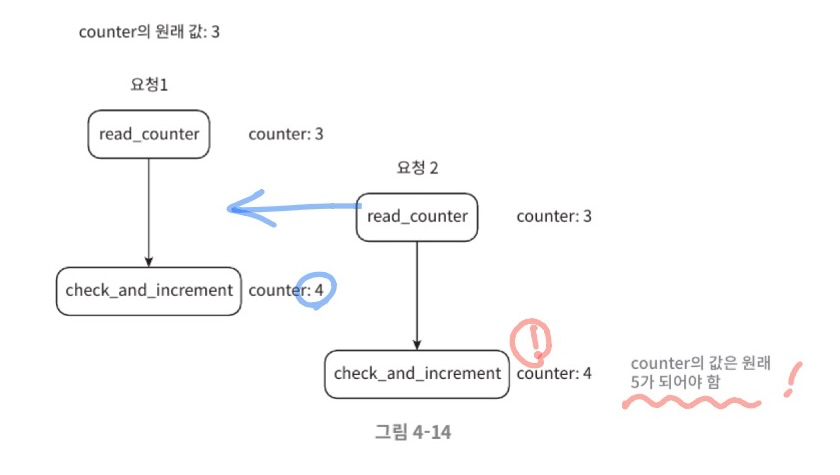 counter의 원래 값: 3
요청1
read_counter
counter: 3
요청 2
read_counter
counter: 3
check_and_increment
counter: 4
check_and_increment
counter: 4
counter의 값은 원래
5가 되어야 함
그림 4-14